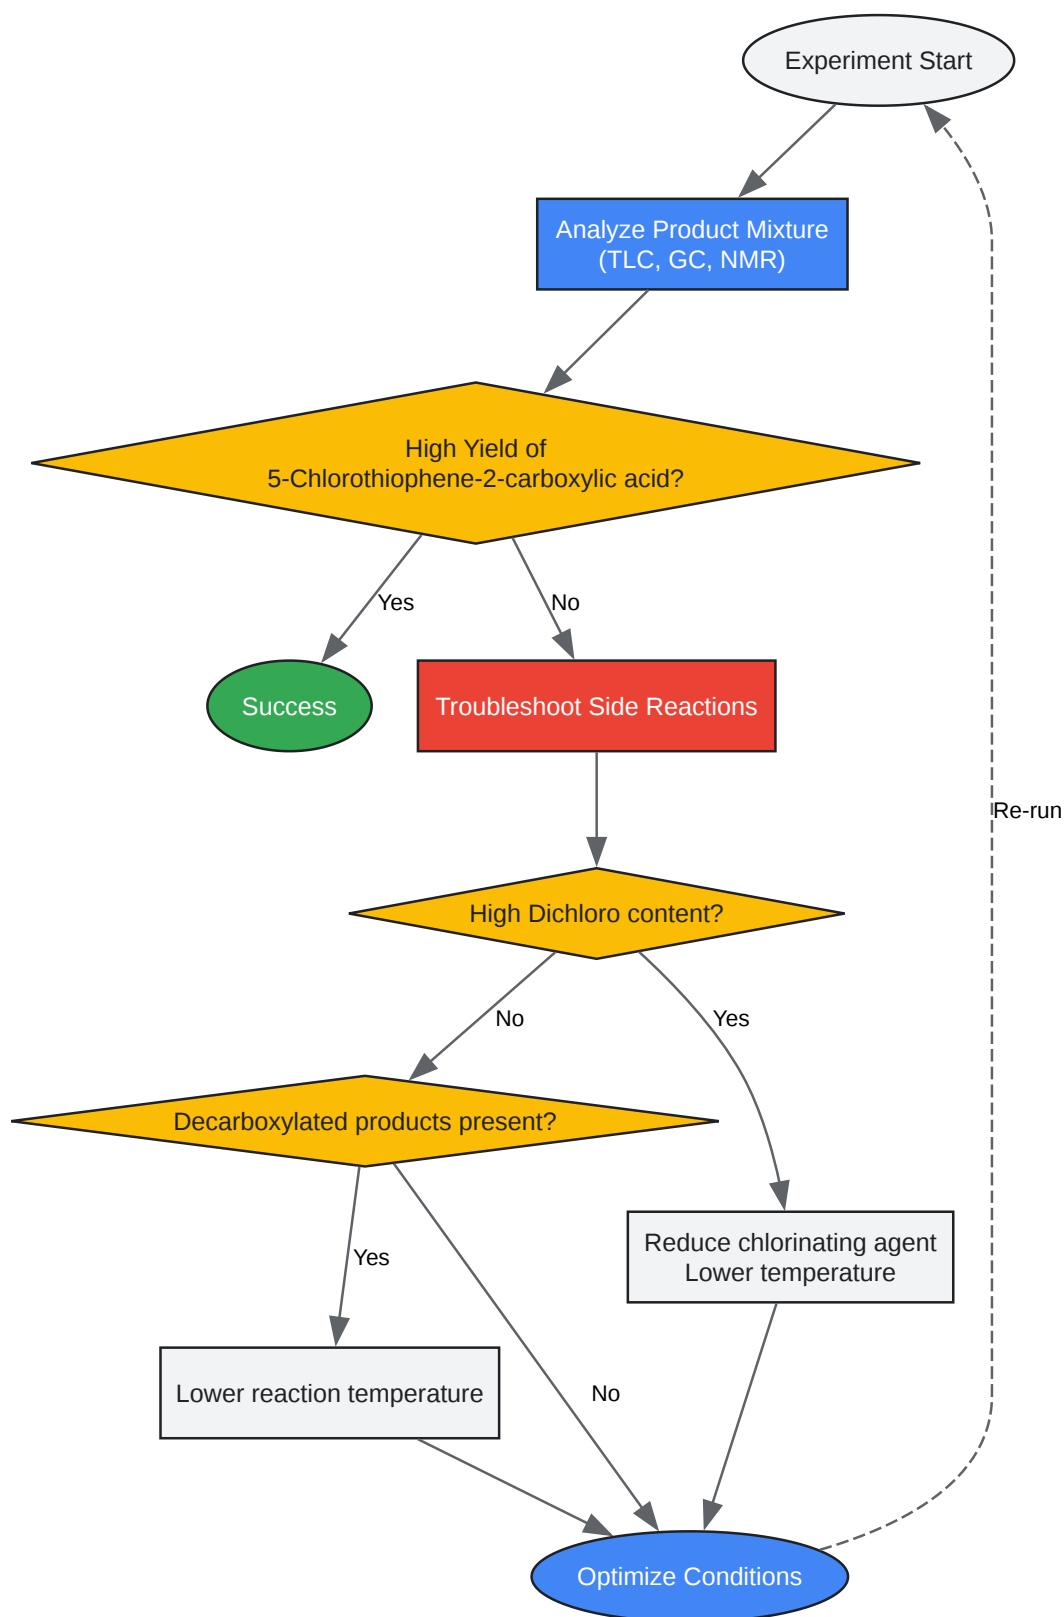 Experiment Start
Analyze Product Mixture
(TLC, GC, NMR)
High Yield of
5-Chlorothiophene-2-carboxylic acid?
Yes
No
Success
Troubleshoot Side Reactions
Re-run
High Dichloro content?
No
Yes
Decarboxylated products present?
Yes
Reduce chlorinating agent
Lower temperature
Lower reaction temperature
No
Optimize Conditions